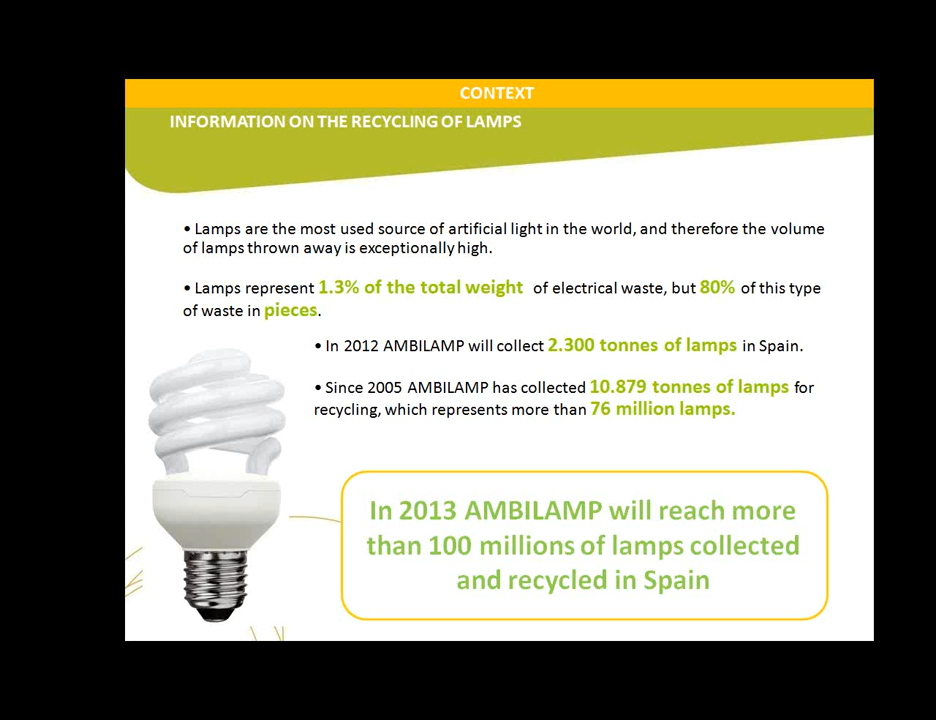 CONTEXT
INFORMATION ON THE RECYCLING OF LAMPS
• Lamps are the most used source of artificial light in the world, and therefore the volume
of lamps thrown away is exceptionally high.
• Lamps represent 1.3% of the total weight of electrical waste, but 80% of this type
of waste in pieces.
• In 2012 AMBILAMP will collect 2.300 tonnes of lamps in Spain.
• Since 2005 AMBILAMP has collected 10.879 tonnes of lamps for
recycling, which represents more than 76 million lamps.
In 2013 AMBILAMP will reach more
than 100 millions of lamps collected
and recycled in Spain